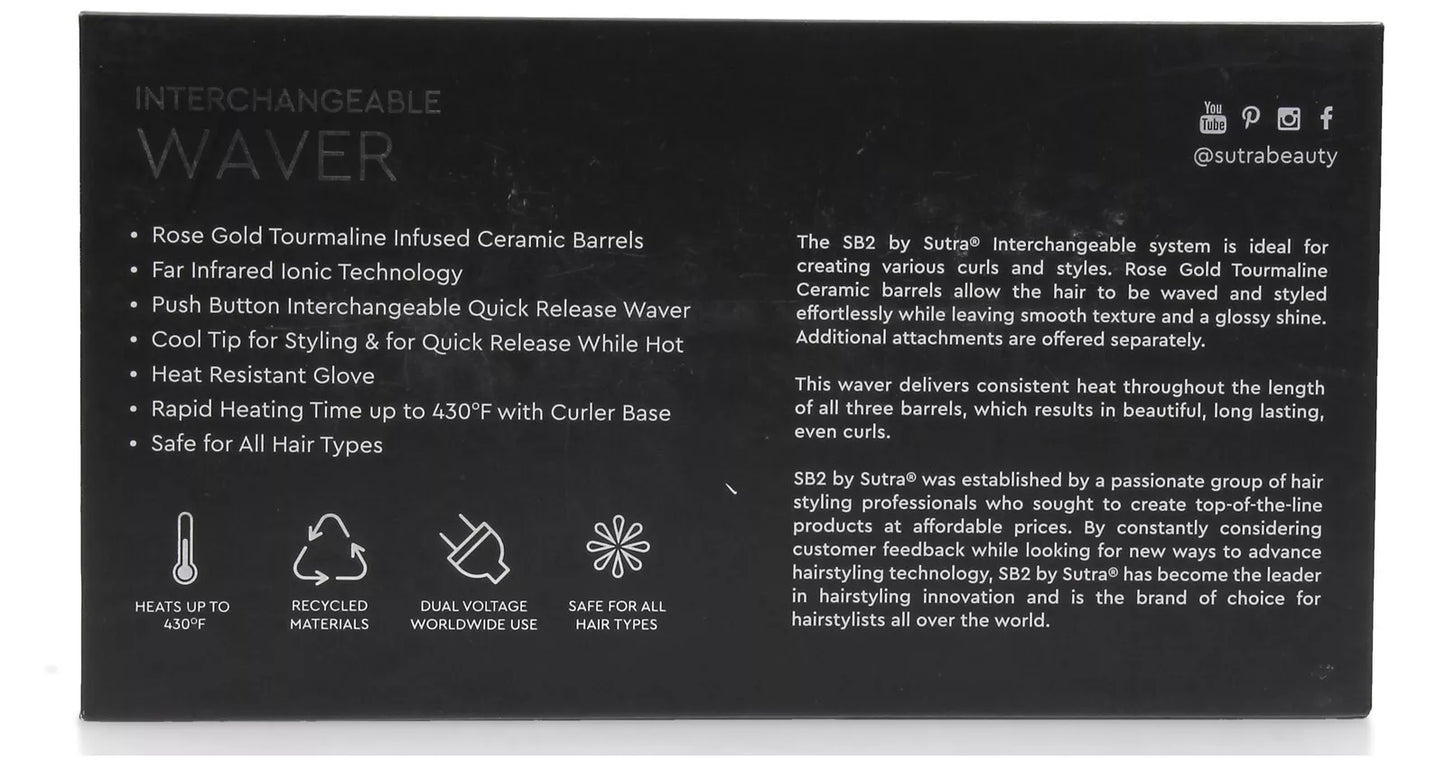 INTERCHANGEABLE
WAVER
• Rose Gold Tourmaline Infused Ceramic Barrels
• Far Infrared Ionic Technology
• Push Button Interchangeable Quick Release Waver
• Cool Tip for Styling & for Quick Release While Hot
• Heat Resistant Glove
• Rapid Heating Time up to 430°F with Curler Base
• Safe for All Hair Types
HEATS UP TO
430°F
RECYCLED
MATERIALS
DUAL VOLTAGE
WORLDWIDE USE
SAFE FOR ALL
HAIR TYPES
You
Tube
@sutrabeauty
The SB2 by Sutra® Interchangeable system is ideal for
creating various curls and styles. Rose Gold Tourmaline
Ceramic barrels allow the hair to be waved and styled
effortlessly while leaving smooth texture and a glossy shine.
Additional attachments are offered separately.
This waver delivers consistent heat throughout the length
of all three barrels, which results in beautiful, long lasting,
even curls.
SB2 by Sutra® was established by a passionate group of hair
styling professionals who sought to create top-of-the-line
products at affordable prices. By constantly considering
customer feedback while looking for new ways to advance
hairstyling technology, SB2 by Sutra® has become the leader
in hairstyling innovation and is the brand of choice for
hairstylists all over the world.